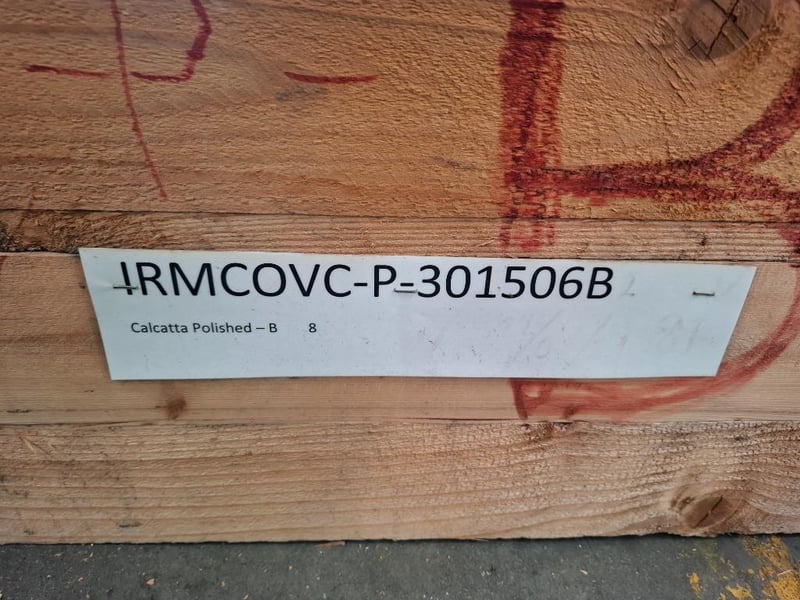 -P-
B
IRMCOVC-P-301506B
Calcatta Polished – B 8